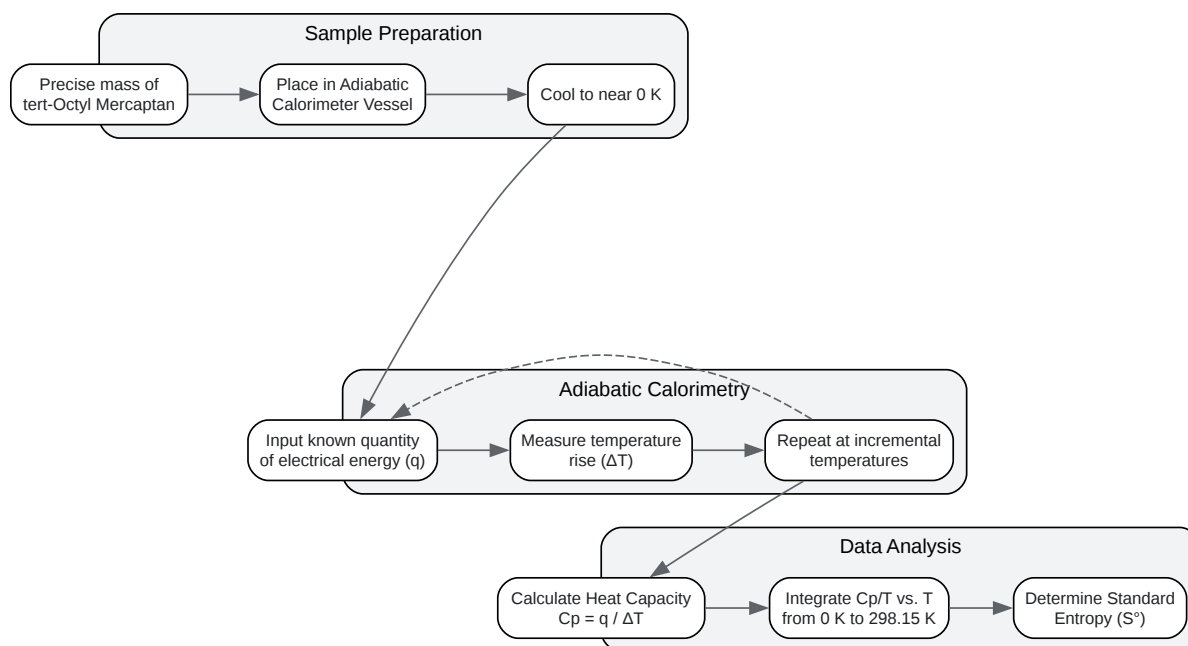 Sample Preparation
Precise mass of
tert-Octyl Mercaptan
Place in Adiabatic
Calorimeter Vessel
Cool to near 0 K
Adiabatic Calorimetry
Input known quantity
of electrical energy (q)
Measure temperature
rise (ΔT)
Repeat at incremental
temperatures
Data Analysis
Calculate Heat Capacity
Cp = q / ΔT
Integrate Cp/T vs. T
from 0 K to 298.15 K
Determine Standard
Entropy (S°)